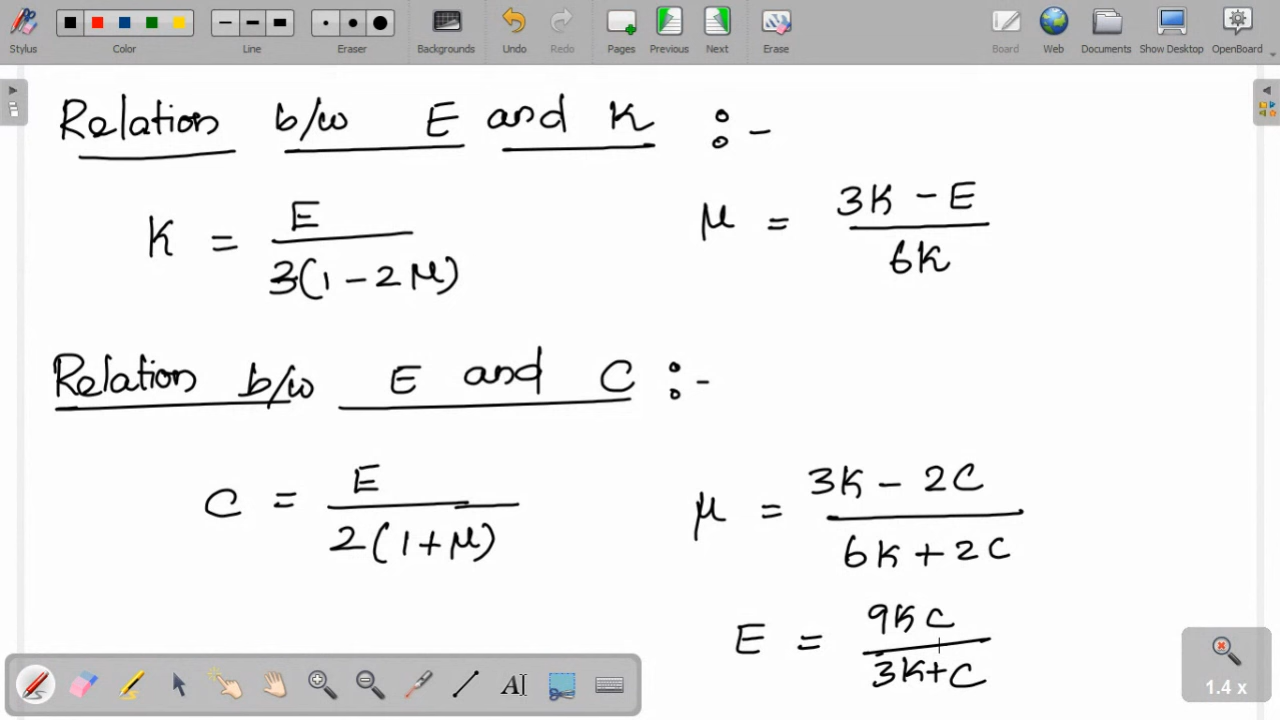 Stylus Color Line Eraser Backgrounds Undo Redo Pages Previous Next Erase Board Web Documents Show Desktop OpenBoard
Relation b/w E and K :-
K = E / 3(1 - 2μ)
μ = 3K - E / 6K
Relation b/w E and C :-
C = E / 2(1+μ)
μ = 3K - 2C / 6K + 2C
E = 9KC / 3K+C
1.4 x